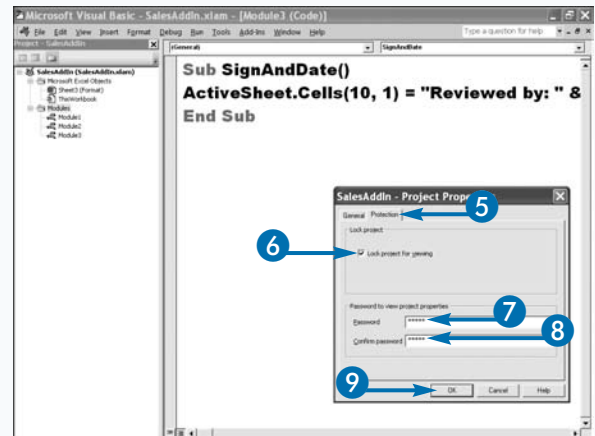 Microsoft Visual Basic - SalesAddIn.xlam - [Module3 (Code)]
File Edit View Insert Format Debug Run Tools Add-Ins Window Help
Type a question for help
Project - SalesAddIn
(General)
SignAndDate
SalesAddIn (SalesAddIn.xlam)
Microsoft Excel Objects
Sheet3 (Format)
ThisWorkbook
Modules
Module1
Module2
Module3
Sub SignAndDate()
ActiveSheet.Cells(10, 1) = "Reviewed by: " &
End Sub
SalesAddIn - Project Prope
General Protection
5
Lock project
6
Lock project for viewing
Password to view project properties
Password
*****
7
Confirm password
*****
8
9
OK Cancel Help